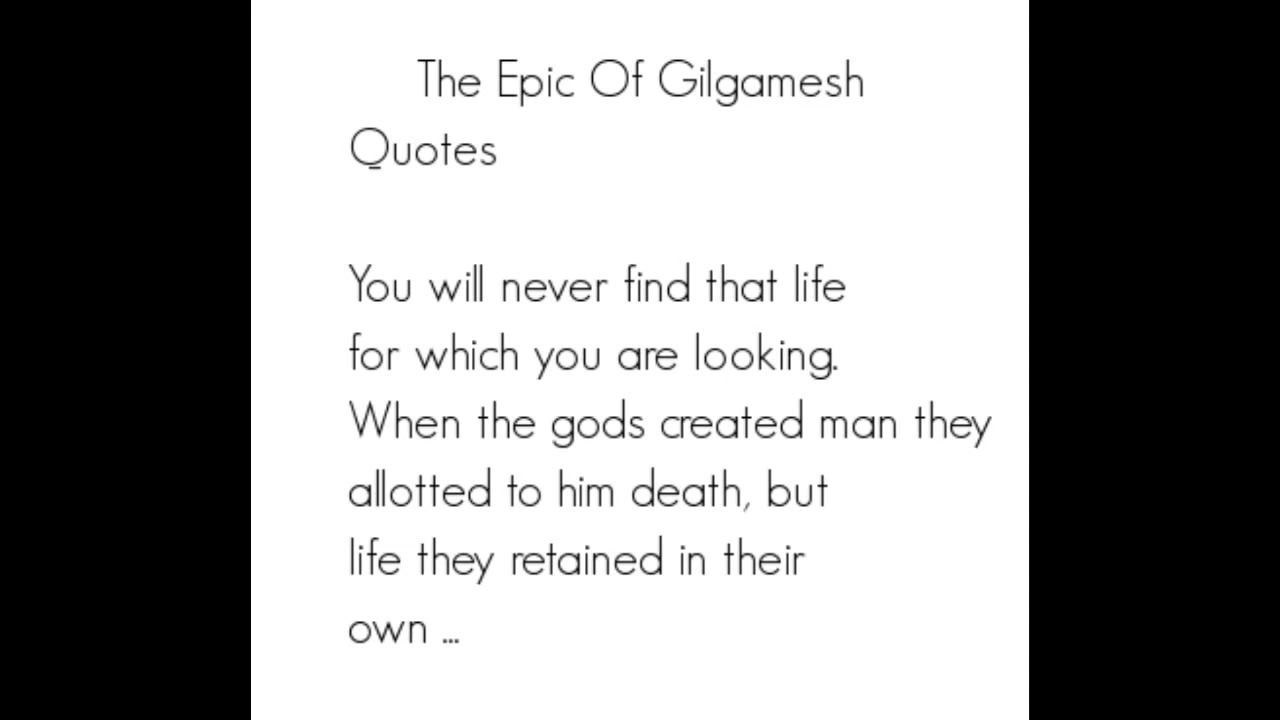 The Epic Of Gilgamesh
Quotes
You will never find that life
for which you are looking.
When the gods created man they
allotted to him death, but
life they retained in their
own ...